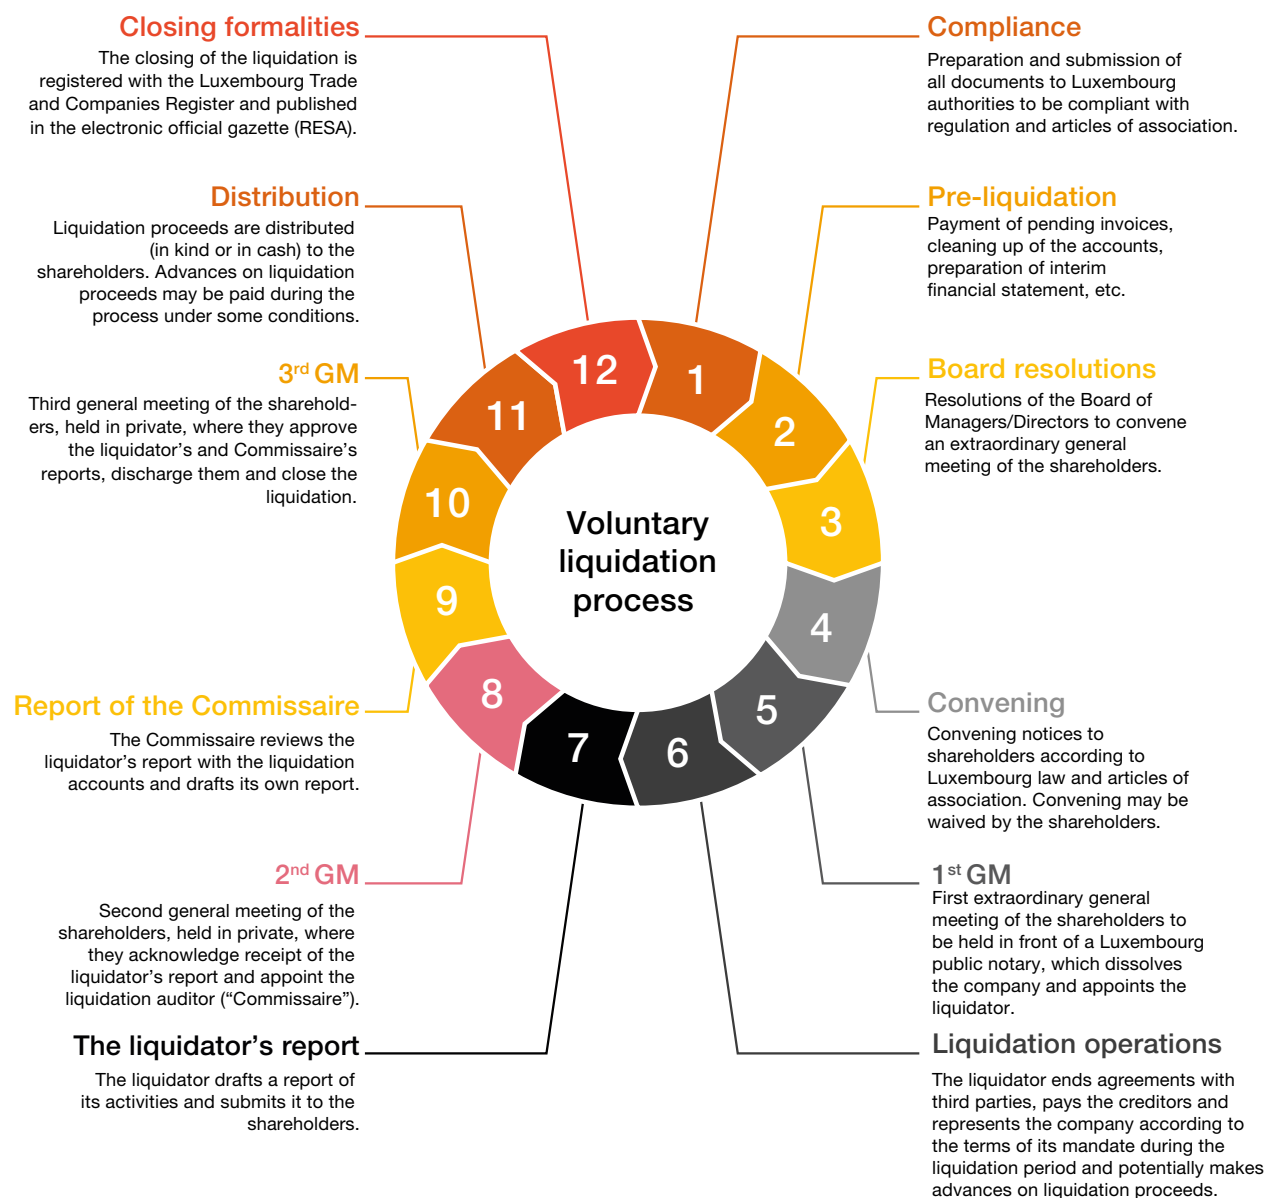 Closing formalities
The closing of the liquidation is
registered with the Luxembourg Trade
and Companies Register and published
in the electronic official gazette (RESA).
Distribution
Liquidation proceeds are distributed
(in kind or in cash) to the
shareholders. Advances on liquidation
proceeds may be paid during the
process under some conditions.
3rd GM
Third general meeting of the sharehold-
ers, held in private, where they approve
the liquidator’s and Commissaire’s
reports, discharge them and close the
liquidation.
Report of the Commissaire
The Commissaire reviews the
liquidator’s report with the liquidation
accounts and drafts its own report.
2nd GM
Second general meeting of the
shareholders, held in private, where
they acknowledge receipt of the
liquidator’s report and appoint the
liquidation auditor (“Commissaire”).
The liquidator’s report
The liquidator drafts a report of
its activities and submits it to the
shareholders.
12
1
11
2
10
3
9
4
8
5
7
6
Voluntary
liquidation
process
Compliance
Preparation and submission of
all documents to Luxembourg
authorities to be compliant with
regulation and articles of association.
Pre-liquidation
Payment of pending invoices,
cleaning up of the accounts,
preparation of interim
financial statement, etc.
Board resolutions
Resolutions of the Board of
Managers/Directors to convene
an extraordinary general
meeting of the shareholders.
Convening
Convening notices to
shareholders according to
Luxembourg law and articles of
association. Convening may be
waived by the shareholders.
1st GM
First extraordinary general
meeting of the shareholders to
be held in front of a Luxembourg
public notary, which dissolves
the company and appoints the
liquidator.
Liquidation operations
The liquidator ends agreements with
third parties, pays the creditors and
represents the company according to
the terms of its mandate during the
liquidation period and potentially makes
advances on liquidation proceeds.